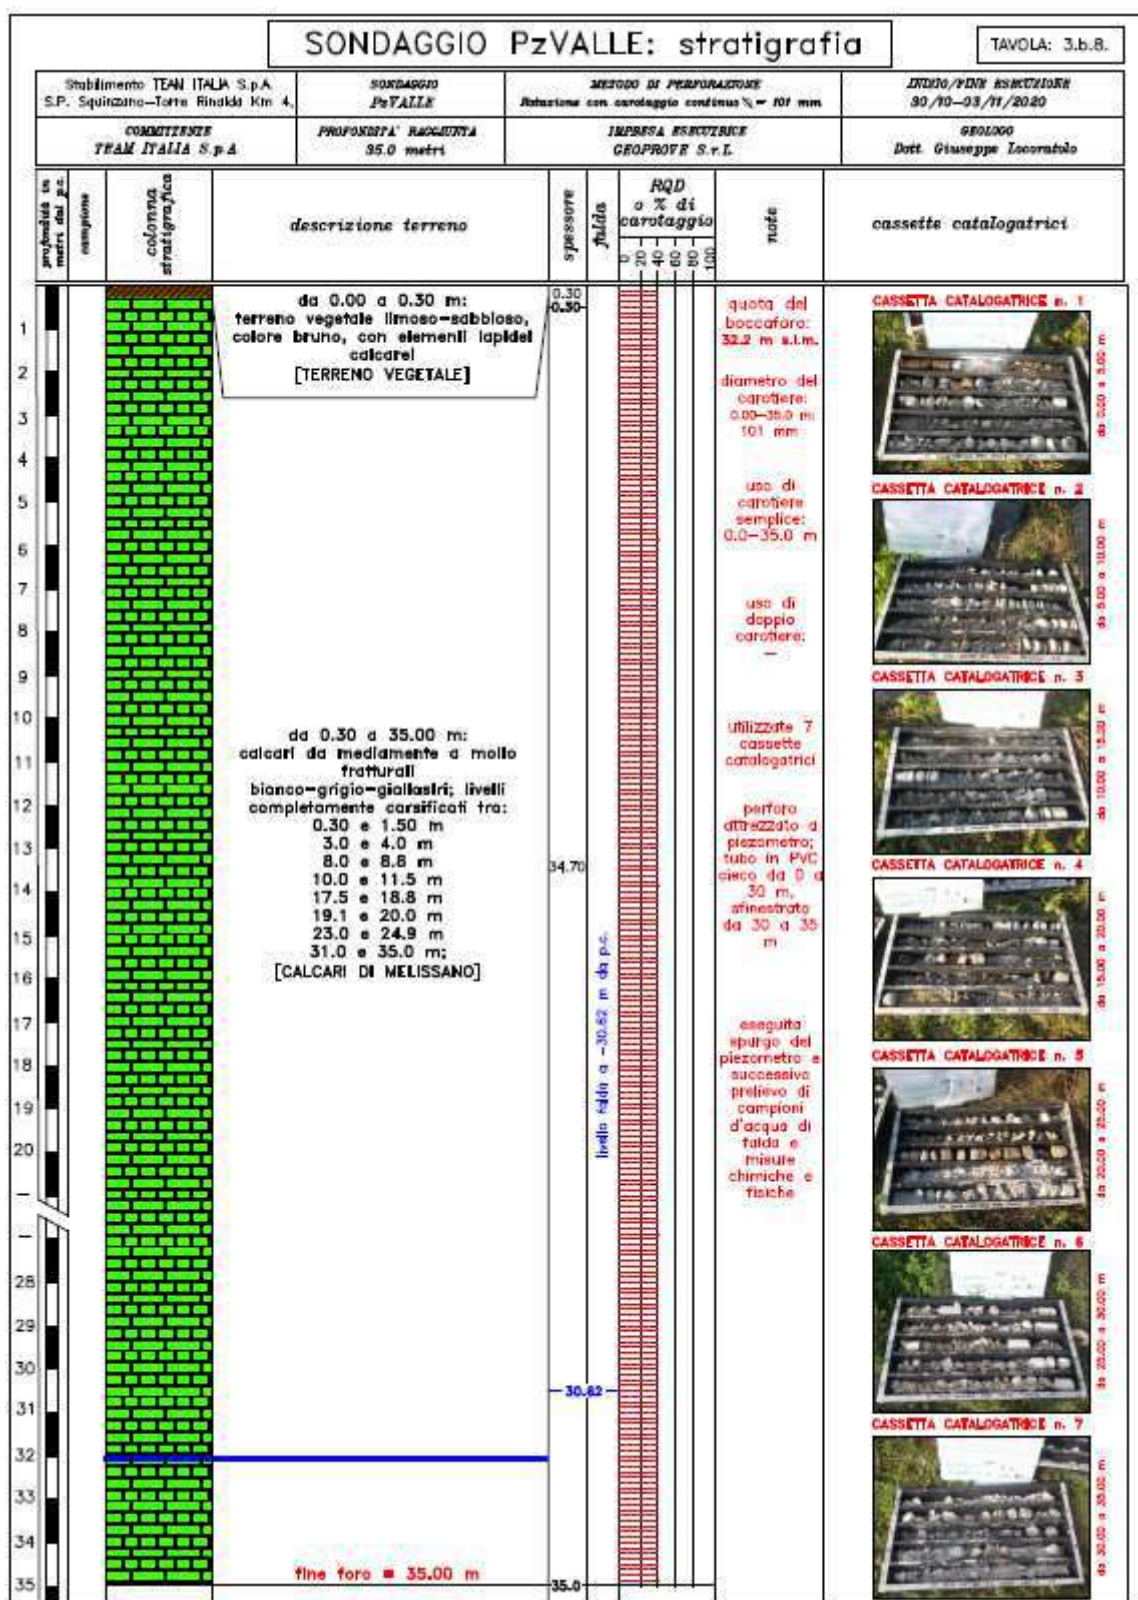 SONDAGGIO PzVALLE: stratigrafia
TAVOLA: 3.b.8.
Stabilimento TEAN ITALIA S.p.A.
S.P. Squinzano-Torre Rinalda Km 4,
SONDAGGIO
PzVALLE
METODO DI PERFORAZIONE
Rotazione con carotaggio continuo = 101 mm
INIZIO/FINE ESECUZIONE
30/10-03/11/2020
COMMITTENTE
TEAM ITALIA S.p.A
PROFONDITA' RAGGIUNTA
35.0 metri
IMPRESA ESECUTRICE
GEOPROVE S.r.L
GEOLOGO
Dott. Giuseppe
profondità in
metri dal p.c.
campione
colonna
stratigrafica
descrizione terreno
spessore
falda
RQD
o % di
carotaggio
0 20 40 60 80 100
note
cassette catalogatrici
da 0.00 a 0.30 m:
terreno vegetale limoso-sabbioso,
colore bruno, con elementi lapidei
calcarei
[TERRENO VEGETALE]
0.30
0.30
da 0.30 a 35.00 m:
calcari da mediamente a molto
fratturati
bianco-grigio-giallastri; livelli
completamente carsificati tra:
0.30 e 1.50 m
3.0 e 4.0 m
8.0 e 8.8 m
10.0 e 11.5 m
17.5 e 18.8 m
19.1 e 20.0 m
23.0 e 24.9 m
31.0 e 35.0 m;
[CALCARI DI MELISSANO]
34.70
livello falda a -30.62 m da p.c.
30.62
fine foro = 35.00 m
35.0
1
2
3
4
5
6
7
8
9
10
11
12
13
14
15
16
17
18
19
20
28
29
30
31
32
33
34
35
quota del
boccaforo:
32.2 m s.l.m.
diametro del
carotiere:
0.00-35.0 m:
101 mm
uso di
carotiere
semplice:
0.0-35.0 m
uso di
doppio
carotiere:
—
utilizzate 7
cassette
catalogatrici
perforo
attrezzato a
piezometro;
tubo in PVC
cieco da 0 a
30 m,
sfinestrato
da 30 a 35
m
eseguito
spurgo del
piezometro e
successivo
prelievo di
campioni
d'acqua di
falda e
misure
chimiche e
fisiche
CASSETTA CATALOGATRICE n. 1
da 0.00 a 5.00 m
CASSETTA CATALOGATRICE n. 2
da 5.00 a 10.00 m
CASSETTA CATALOGATRICE n. 3
da 10.00 a 15.00 m
CASSETTA CATALOGATRICE n. 4
da 15.00 a 20.00 m
CASSETTA CATALOGATRICE n. 5
da 20.00 a 25.00 m
CASSETTA CATALOGATRICE n. 6
da 25.00 a 30.00 m
CASSETTA CATALOGATRICE n. 7
da 30.00 a 35.00 m